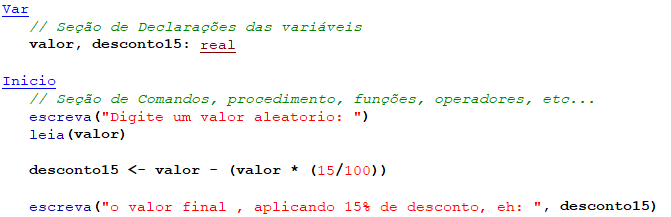 Var
// Seção de Declarações das variáveis
valor, desconto15: real
Inicio
// Seção de Comandos, procedimento, funções, operadores, etc...
escreva("Digite um valor aleatorio: ")
leia(valor)
desconto15 <- valor - (valor * (15/100))
escreva("o valor final , aplicando 15% de desconto, eh: ", desconto15)